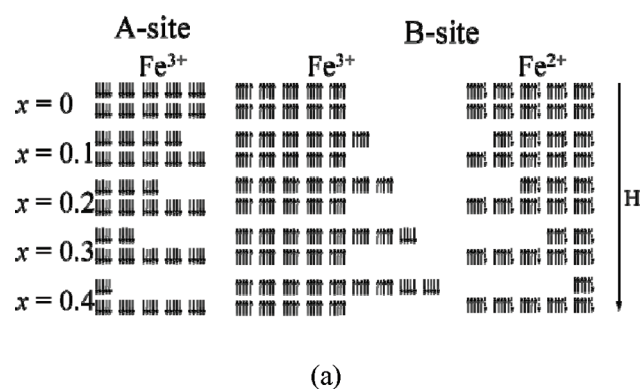 A-site B-site
Fe³⁺ Fe³⁺ Fe²⁺
x = 0
x = 0.1
x = 0.2
x = 0.3
x = 0.4
H
(a)